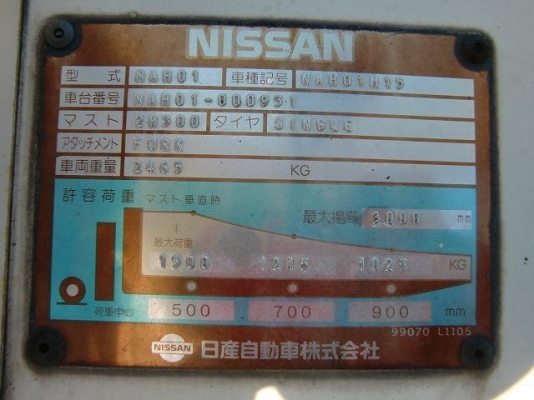 NISSAN
型式 NAH01 車種記号 NAH01H15
車台番号 NAH01-000951
マスト 2W300 タイヤ SINGLE
アタッチメント FORK
車両重量 2465 KG
許容荷重 マスト垂直時
最大揚高 3000 mm
最大荷重
1500 1215 1025 KG
荷重中心 500 700 900 mm
99070 L1105
NISSAN 日産自動車株式会社